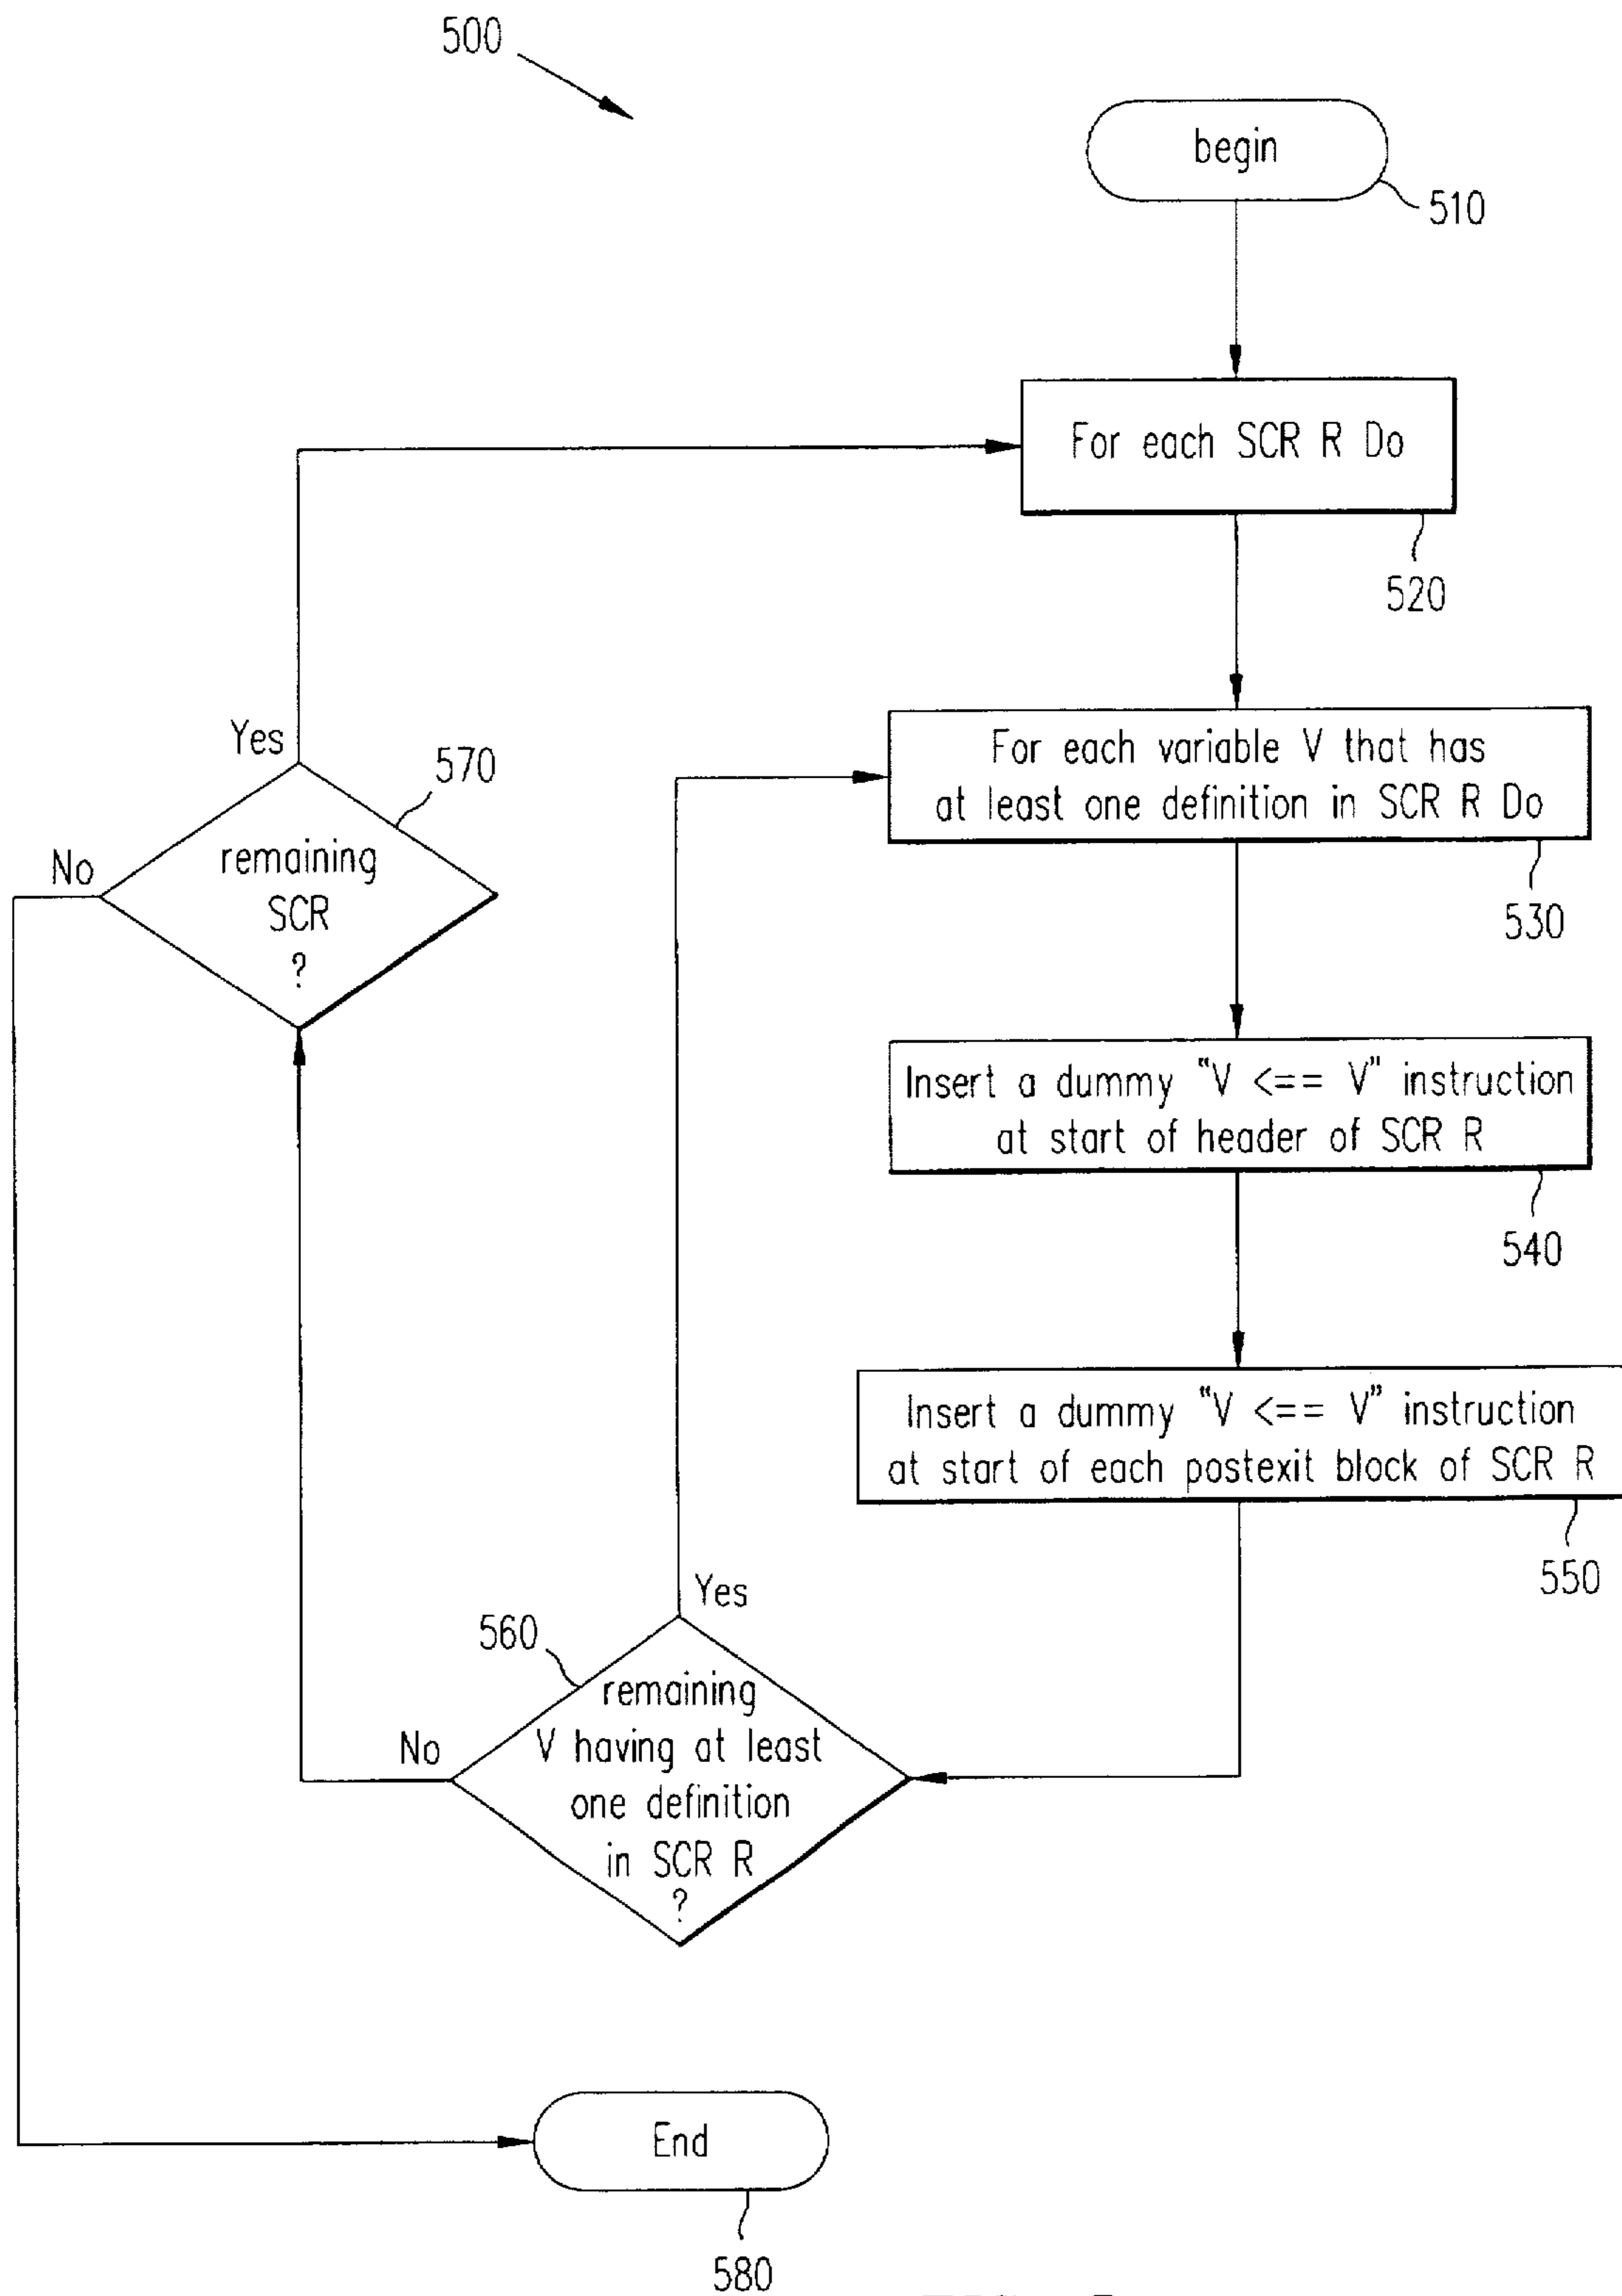 500
begin
510
For each SCR R Do
520
Yes
570
remaining
SCR
?
No
For each variable V that has
at least one definition in SCR R Do
530
Insert a dummy "V <== V" instruction
at start of header of SCR R
540
Insert a dummy "V <== V" instruction
at start of each postexit block of SCR R
550
Yes
560
remaining
V having at least
one definition
in SCR R
?
No
End
580